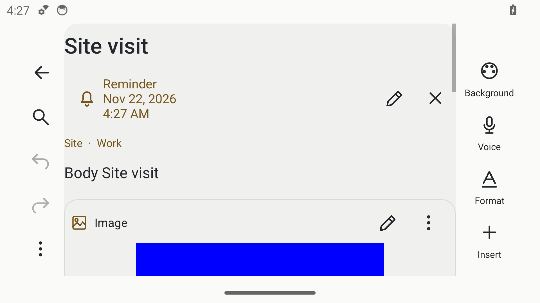 4:27
Site visit
Reminder
Nov 22, 2026
4:27 AM
Site · Work
Body Site visit
Image
Background
Voice
Format
Insert